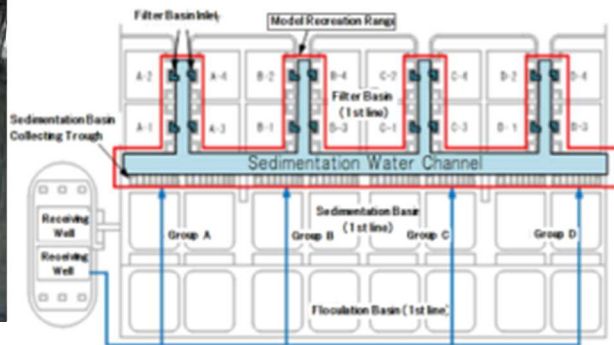 Filter Basin Inlet
Model Recreation Range
A-2
A-4
B-2
B-4
C-2
C-4
D-2
D-4
Filter Basin
(1st line)
Sedimentation Basin
Collecting Trough
A-1
A-3
B-1
B-3
C-1
C-3
D-1
D-3
Sedimentation Water Channel
Receiving
Well
Receiving
Well
Sedimentation Basin
(1st line)
Group A
Group B
Group C
Group D
Floculation Basin (1st line)